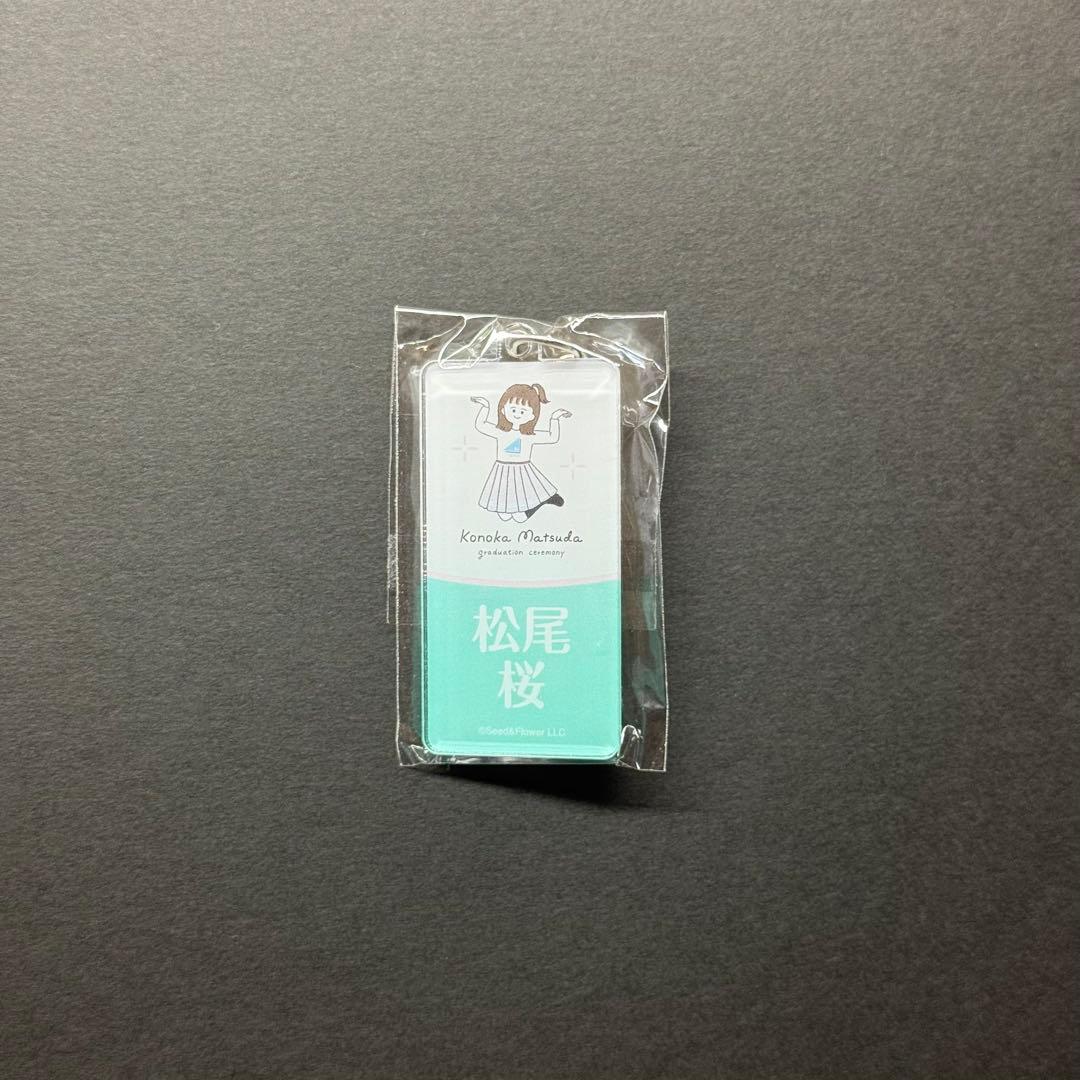 Konoka Matsuda
graduation ceremony
松尾
桜
©Seed&Flower LLC